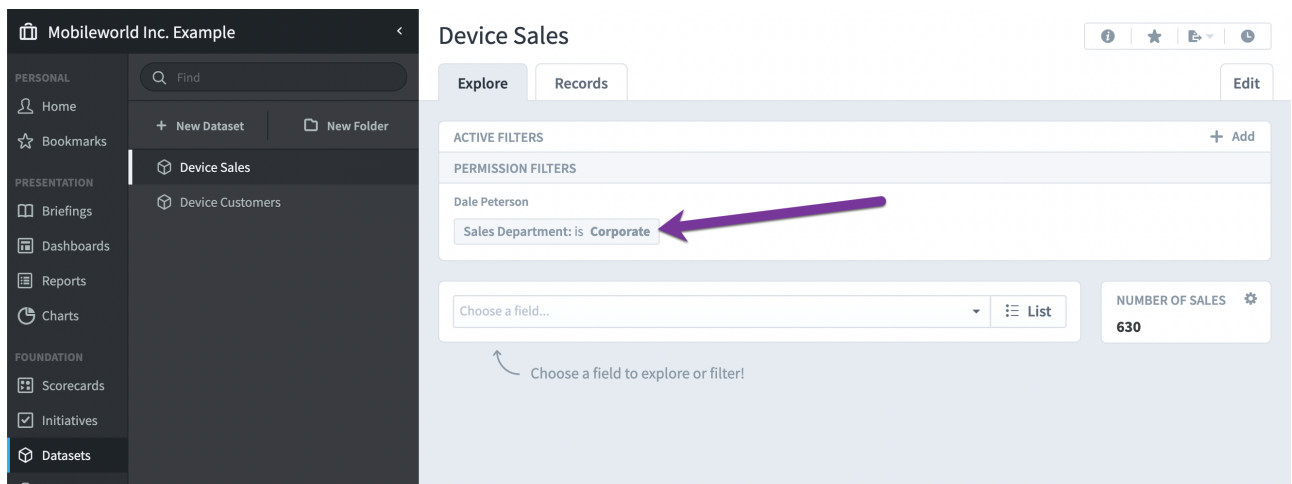 Mobileworld Inc. Example
PERSONAL
Home
Bookmarks
PRESENTATION
Briefings
Dashboards
Reports
Charts
FOUNDATION
Scorecards
Initiatives
Datasets
Find
+ New Dataset
New Folder
Device Sales
Device Customers
Device Sales
Explore
Records
Edit
ACTIVE FILTERS
+ Add
PERMISSION FILTERS
Dale Peterson
Sales Department: is Corporate
Choose a field...
List
NUMBER OF SALES
630
Choose a field to explore or filter!